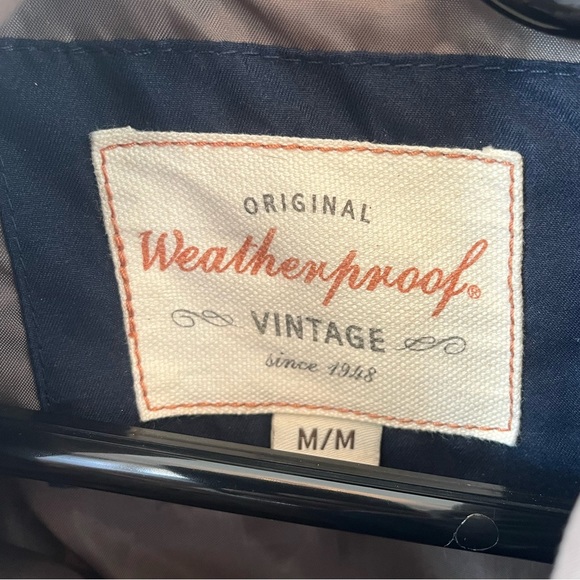 ORIGINAL
Weatherproof®
VINTAGE
since 1948
M/M